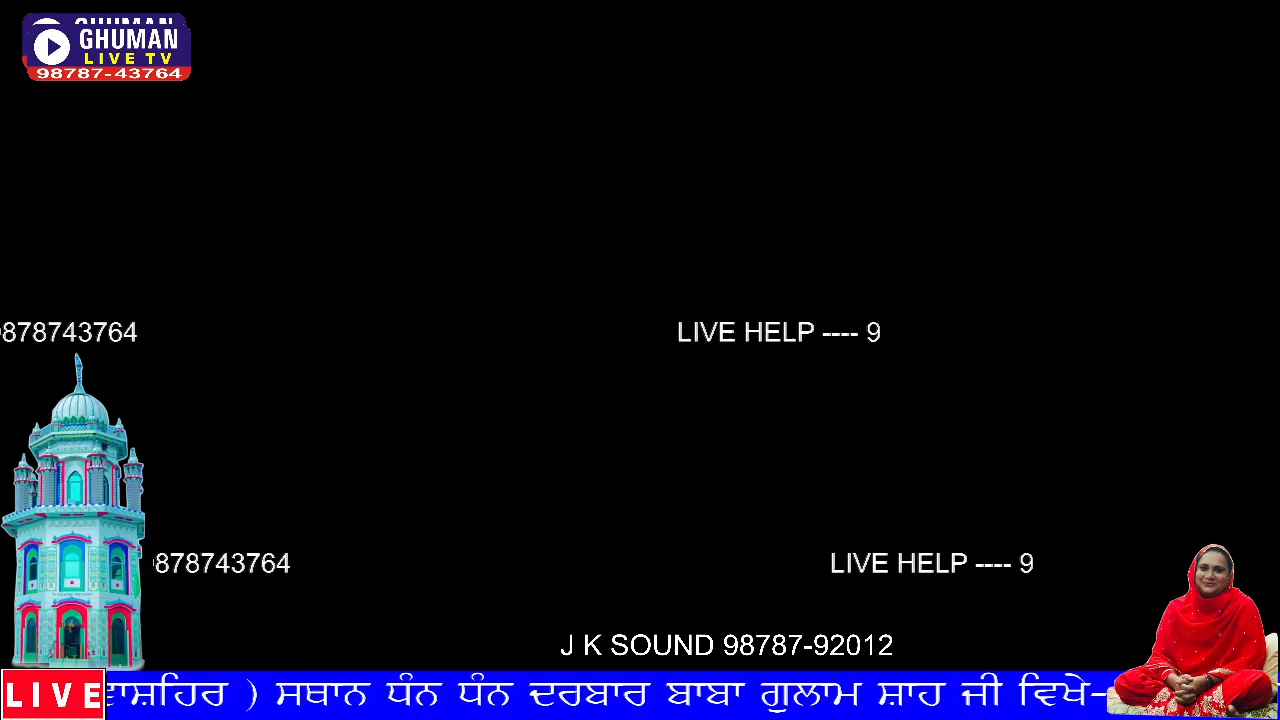 GHUMAN
LIVE TV
98787-43764
878743764
LIVE HELP ---- 9
878743764
LIVE HELP ---- 9
J K SOUND 98787-92012
LIVE
) ਸਥਾਨ ਧੰਨ ਧੰਨ ਦਰਬਾਰ ਬਾਬਾ ਗੁਲਾਮ ਸ਼ਾਹ ਜੀ ਵਿਖੇ-